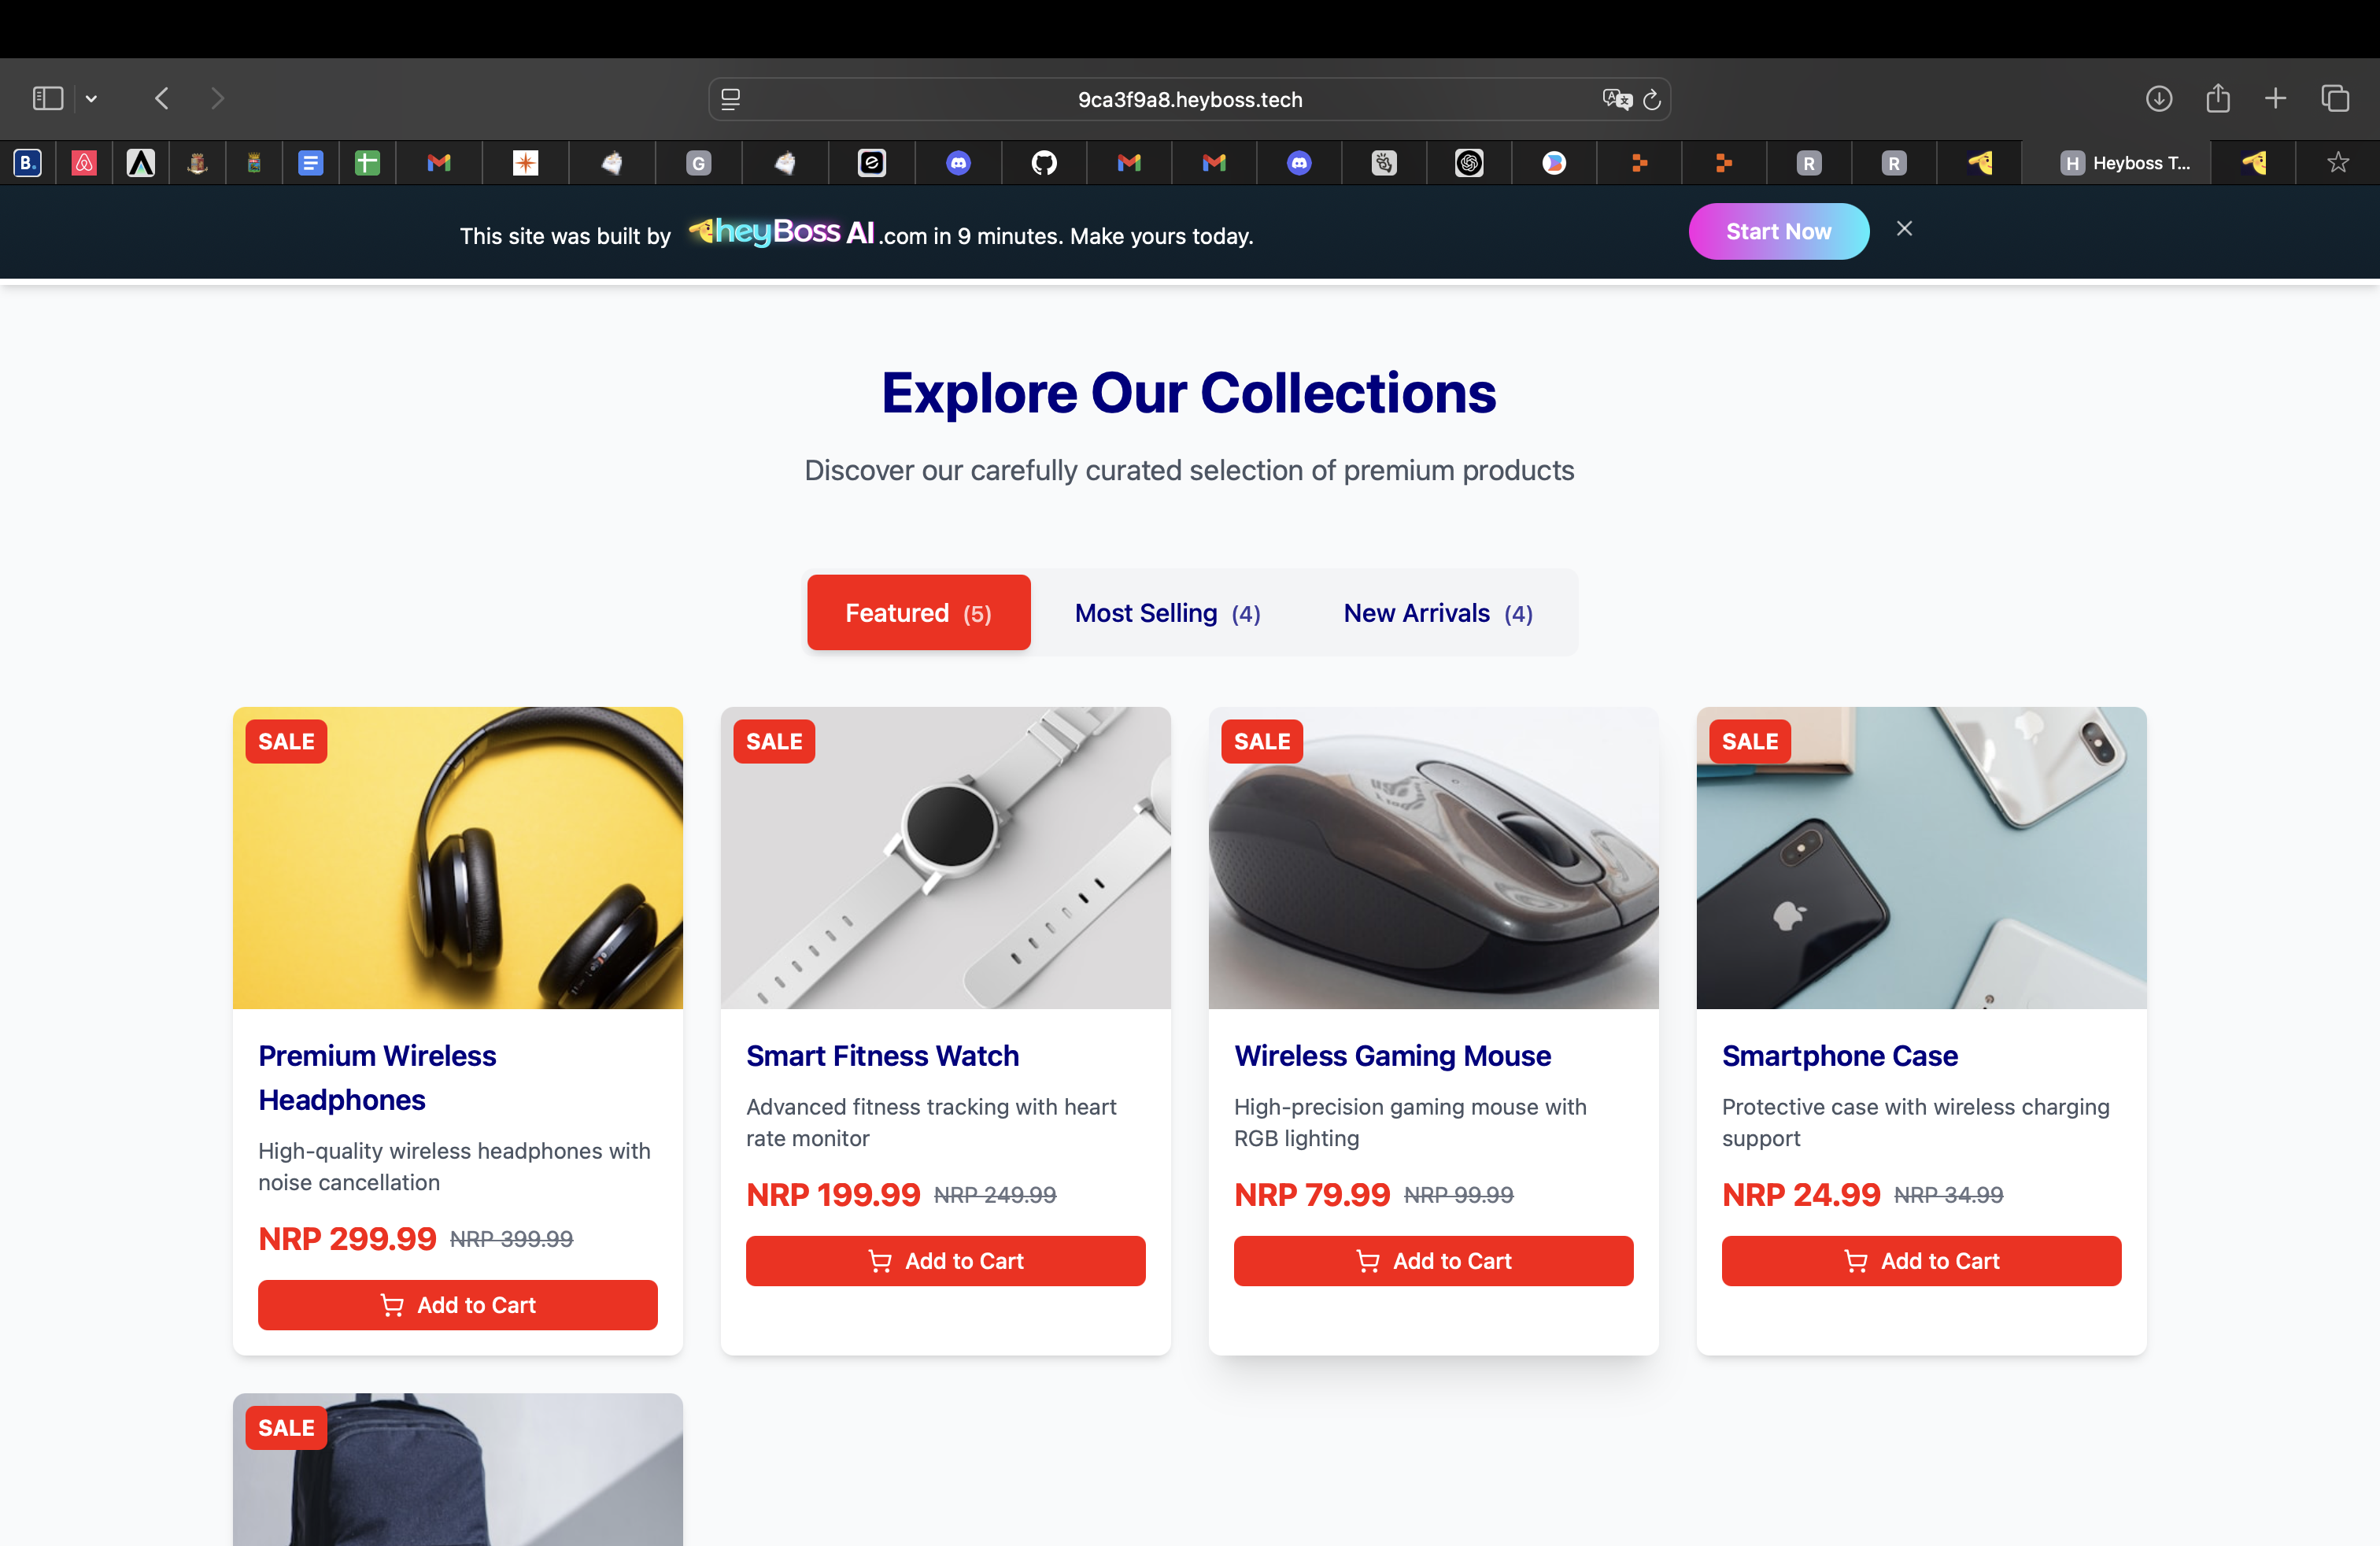 9ca3f9a8.heyboss.tech
B.
G
R
R
H Heyboss T...
This site was built by heyBoss AI .com in 9 minutes. Make yours today.
Start Now
Explore Our Collections
Discover our carefully curated selection of premium products
Featured (5)
Most Selling (4)
New Arrivals (4)
SALE
SALE
SALE
SALE
Premium Wireless
Headphones
High-quality wireless headphones with
noise cancellation
NRP 299.99 NRP 399.99
Add to Cart
Smart Fitness Watch
Advanced fitness tracking with heart
rate monitor
NRP 199.99 NRP 249.99
Add to Cart
Wireless Gaming Mouse
High-precision gaming mouse with
RGB lighting
NRP 79.99 NRP 99.99
Add to Cart
Smartphone Case
Protective case with wireless charging
support
NRP 24.99 NRP 34.99
Add to Cart
SALE